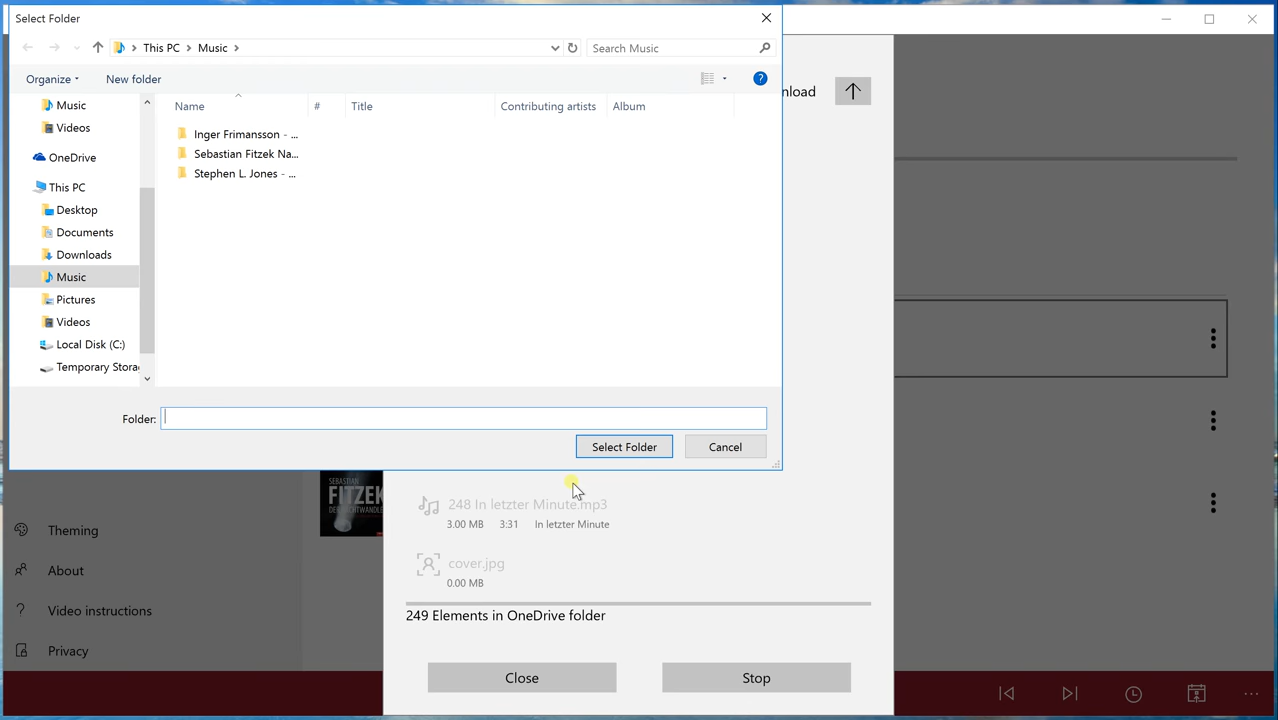 Select Folder
This PC
Music
Search Music
Organize
New folder
?
nload
Name
#
Title
Contributing artists
Album
Music
Videos
OneDrive
This PC
Desktop
Documents
Downloads
Music
Pictures
Videos
Local Disk (C:)
Temporary Stora
Inger Frimansson - ...
Sebastian Fitzek Na...
Stephen L. Jones - ...
Folder:
Select Folder
Cancel
SEBASTIAN
FITZEK
DER NACHTWANDLER
248 In letzter Minute.mp3
3.00 MB
3:31
In letzter Minute
cover.jpg
0.00 MB
249 Elements in OneDrive folder
Close
Stop
Theming
About
? Video instructions
Privacy